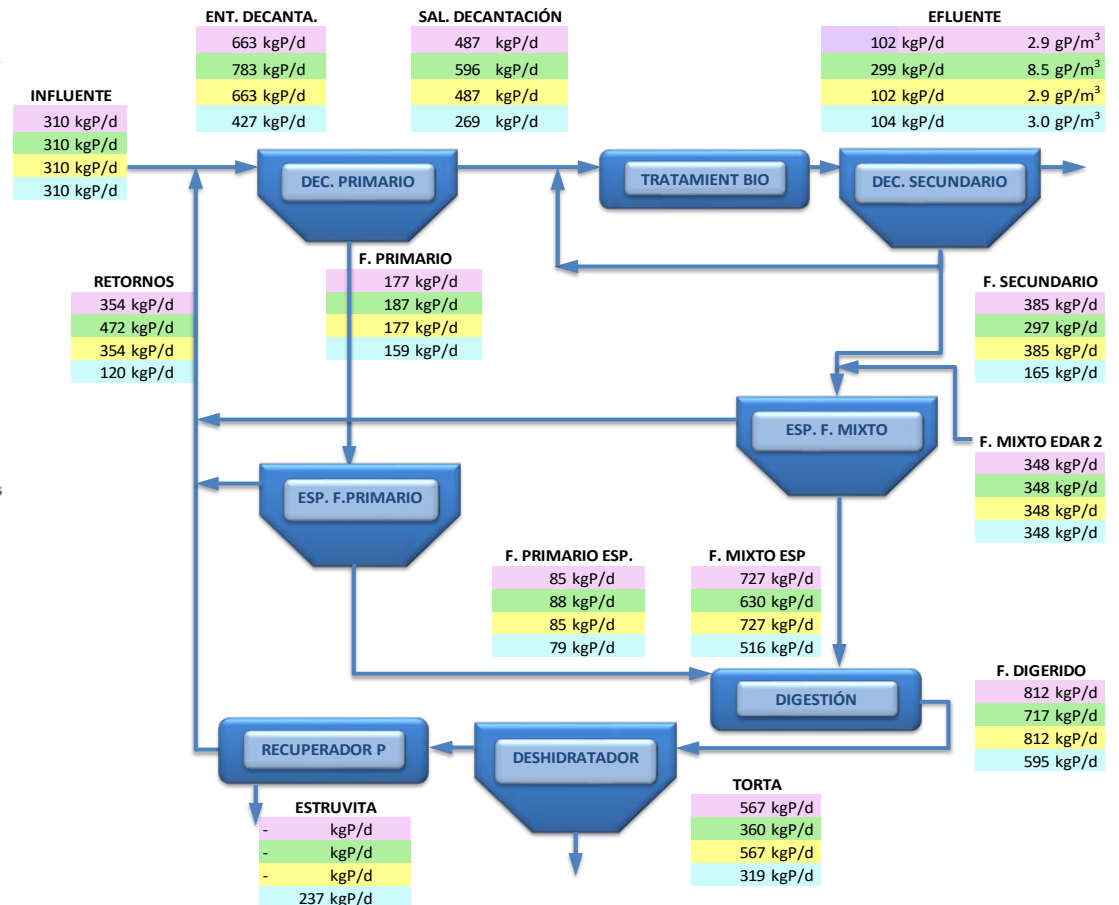 ENT. DECANTA.
663 kgP/d
783 kgP/d
663 kgP/d
427 kgP/d
SAL. DECANTACIÓN
487 kgP/d
596 kgP/d
487 kgP/d
269 kgP/d
EFLUENTE
102 kgP/d 2.9 gP/m³
299 kgP/d 8.5 gP/m³
102 kgP/d 2.9 gP/m³
104 kgP/d 3.0 gP/m³
INFLUENTE
310 kgP/d
310 kgP/d
310 kgP/d
310 kgP/d
DEC. PRIMARIO
TRATAMIENT BIO
DEC. SECUNDARIO
F. PRIMARIO
177 kgP/d
187 kgP/d
177 kgP/d
159 kgP/d
RETORNOS
354 kgP/d
472 kgP/d
354 kgP/d
120 kgP/d
F. SECUNDARIO
385 kgP/d
297 kgP/d
385 kgP/d
165 kgP/d
ESP. F. MIXTO
F. MIXTO EDAR 2
348 kgP/d
348 kgP/d
348 kgP/d
348 kgP/d
s
ESP. F.PRIMARIO
F. PRIMARIO ESP.
85 kgP/d
88 kgP/d
85 kgP/d
79 kgP/d
F. MIXTO ESP
727 kgP/d
630 kgP/d
727 kgP/d
516 kgP/d
DIGESTIÓN
F. DIGERIDO
812 kgP/d
717 kgP/d
812 kgP/d
595 kgP/d
RECUPERADOR P
DESHIDRATADOR
ESTRUVITA
- kgP/d
- kgP/d
- kgP/d
237 kgP/d
TORTA
567 kgP/d
360 kgP/d
567 kgP/d
319 kgP/d